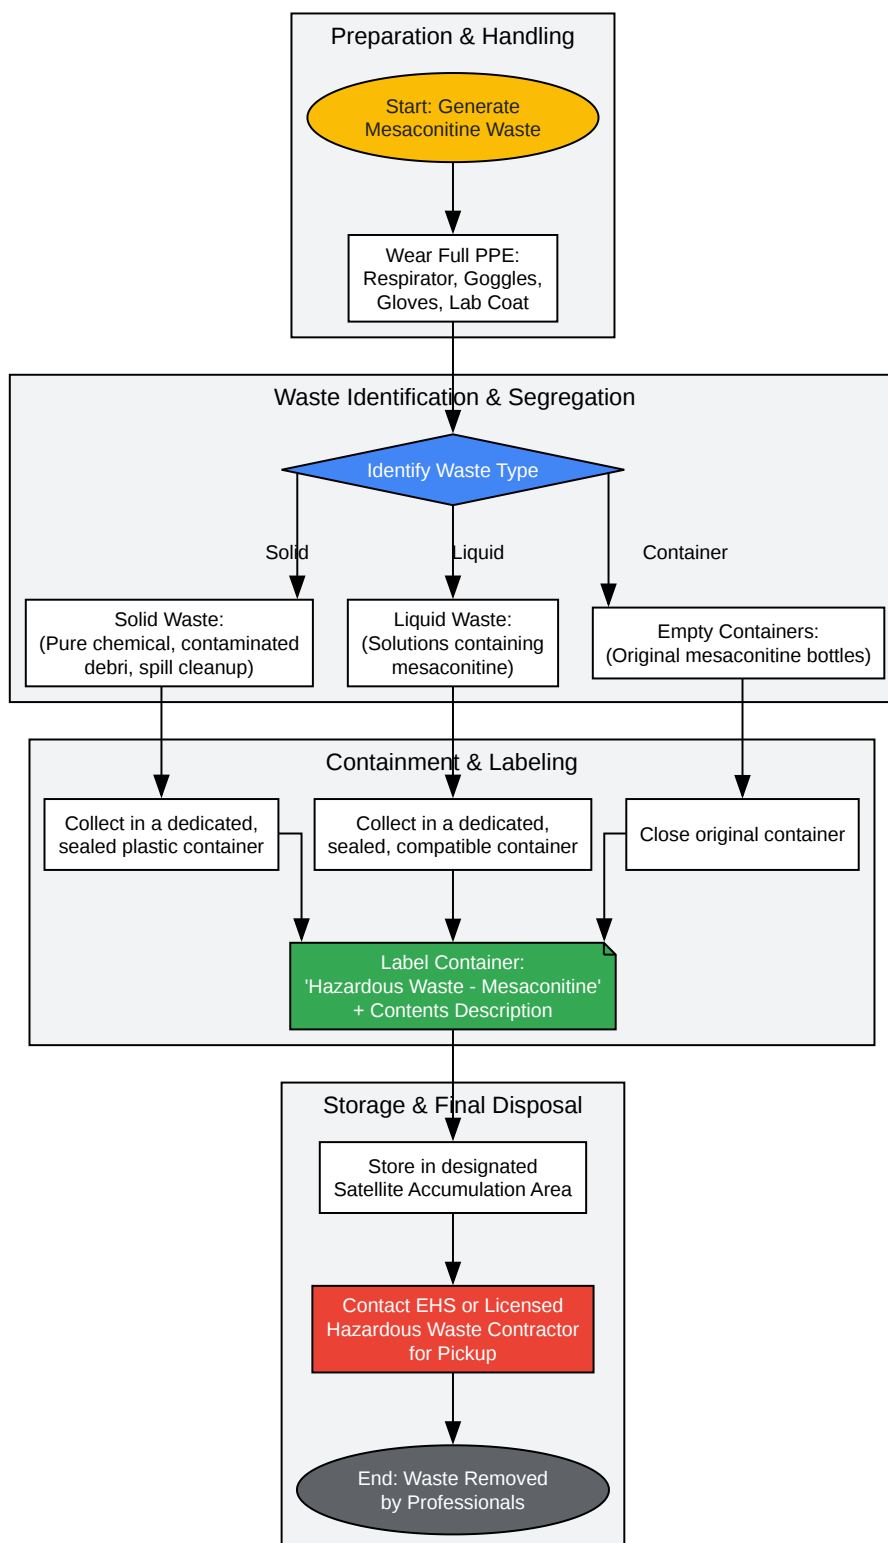 Preparation & Handling
Start: Generate
Mesaconitine Waste
Wear Full PPE:
Respirator, Goggles,
Gloves, Lab Coat
Waste Identification & Segregation
Identify Waste Type
Solid
Liquid
Container
Solid Waste:
(Pure chemical, contaminated
debri, spill cleanup)
Liquid Waste:
(Solutions containing
mesaconitine)
Empty Containers:
(Original mesaconitine bottles)
Containment & Labeling
Collect in a dedicated,
sealed plastic container
Collect in a dedicated,
sealed, compatible container
Close original container
Label Container:
'Hazardous Waste - Mesaconitine'
+ Contents Description
Storage & Final Disposal
Store in designated
Satellite Accumulation Area
Contact EHS or Licensed
Hazardous Waste Contractor
for Pickup
End: Waste Removed
by Professionals